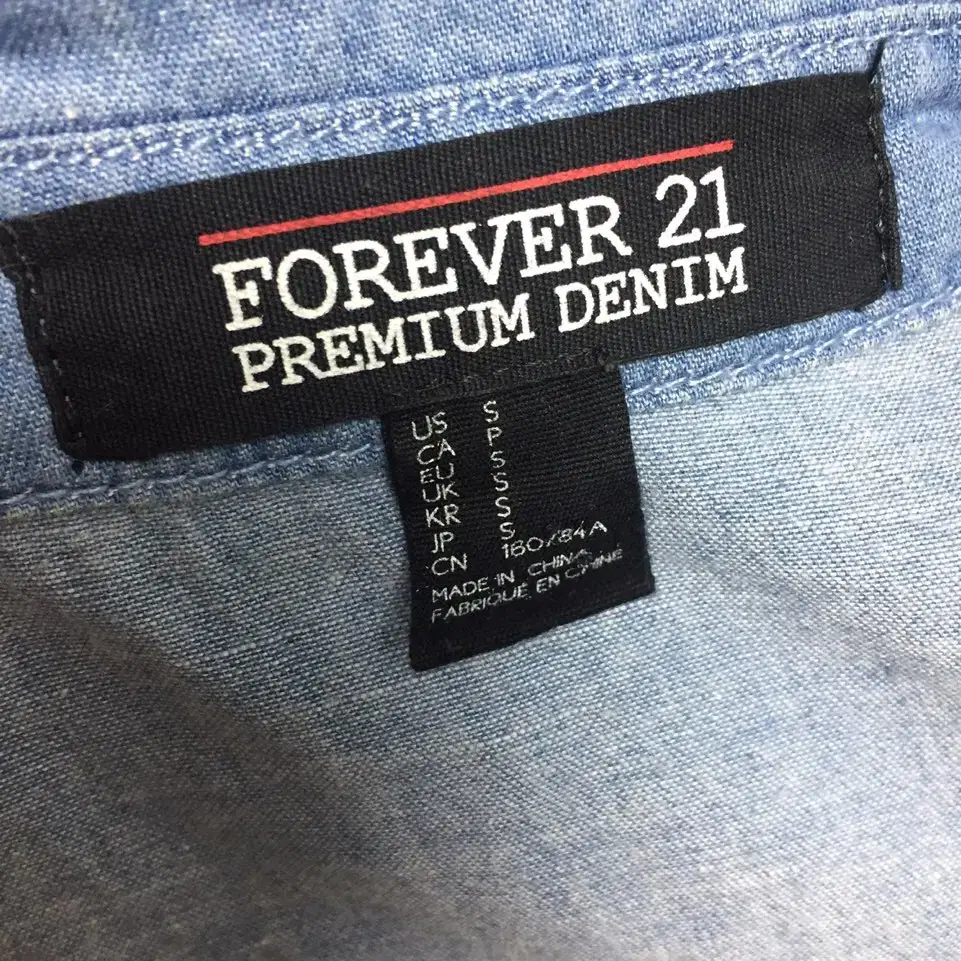 FOREVER 21
PREMIUM DENIM
US S
CA P
EU S
UK S
KR S
JP S
CN 160/84A
MADE IN CHINA
FABRIQUÉ EN CHINE